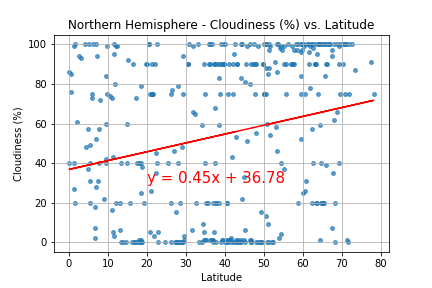 Northern Hemisphere - Cloudiness (%) vs. Latitude
Cloudiness (%)
100
80
60
40
20
0
y = 0.45x + 36.78
0 10 20 30 40 50 60 70 80
Latitude